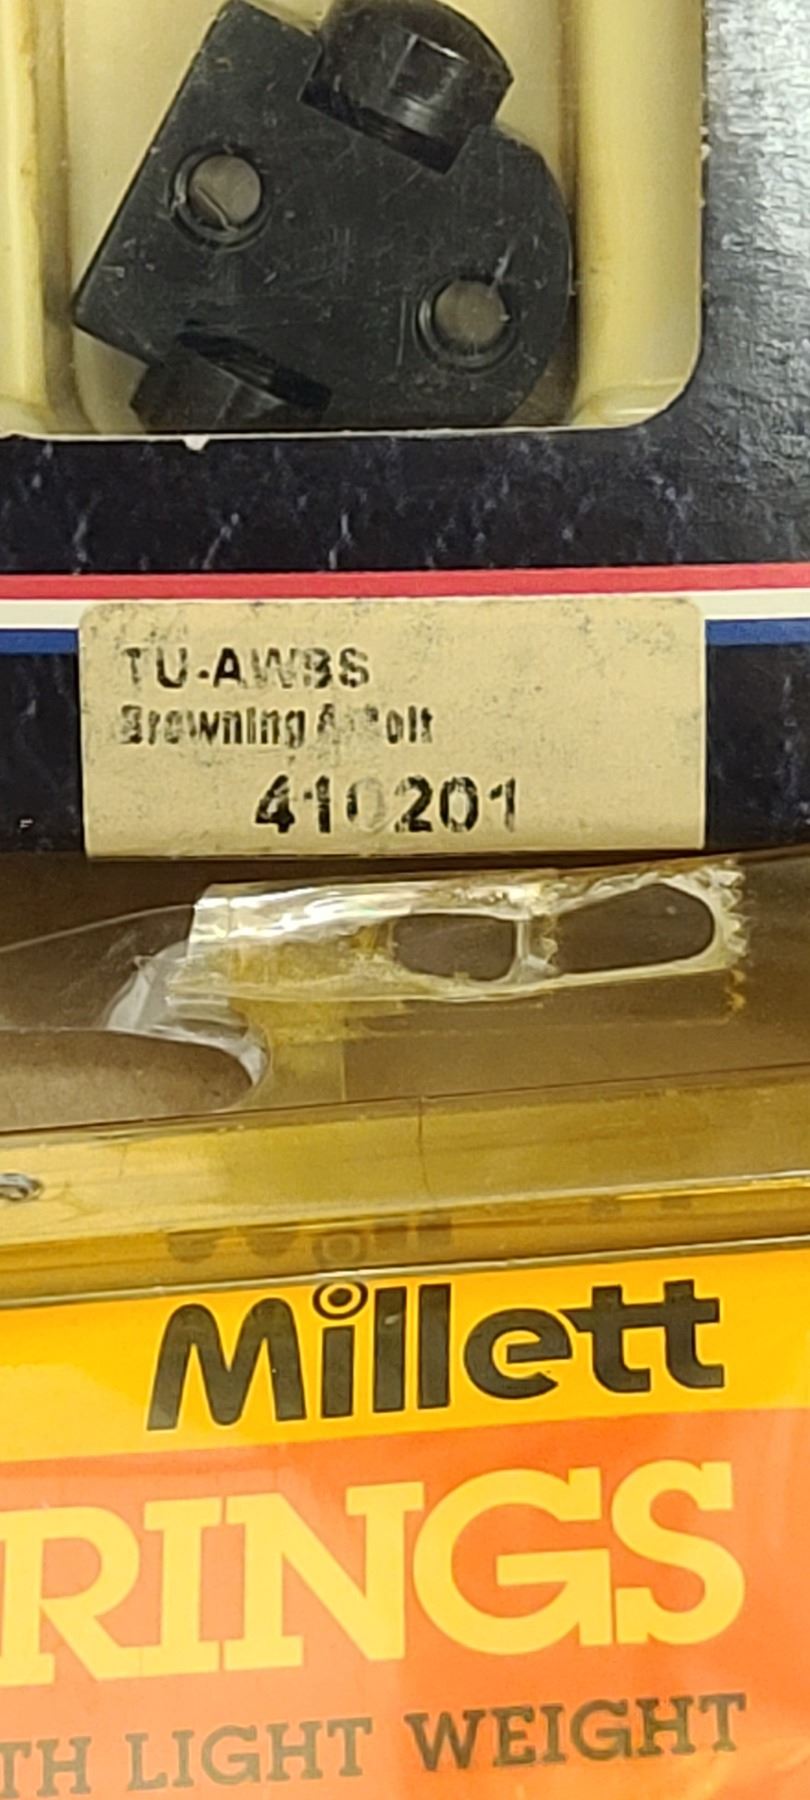 TU-AWBS
Browning A-Bolt
410201
Millett
RINGS
TH LIGHT WEIGHT